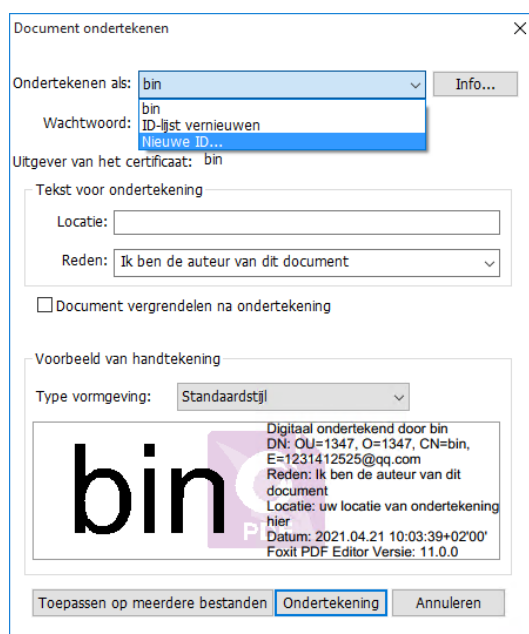 Document ondertekenen
Ondertekenen als: bin Info...
bin
Wachtwoord: ID-lijst vernieuwen
Nieuwe ID...
Uitgever van het certificaat: bin
Tekst voor ondertekening
Locatie:
Reden: Ik ben de auteur van dit document
Document vergrendelen na ondertekening
Voorbeeld van handtekening
Type vormgeving: Standaardstijl
bin
PDF
Digitaal ondertekend door bin
DN: OU=1347, O=1347, CN=bin,
E=1231412525@qq.com
Reden: Ik ben de auteur van dit
document
Locatie: uw locatie van ondertekening
hier
Datum: 2021.04.21 10:03:39+02'00'
Foxit PDF Editor Versie: 11.0.0
Toepassen op meerdere bestanden Ondertekening Annuleren